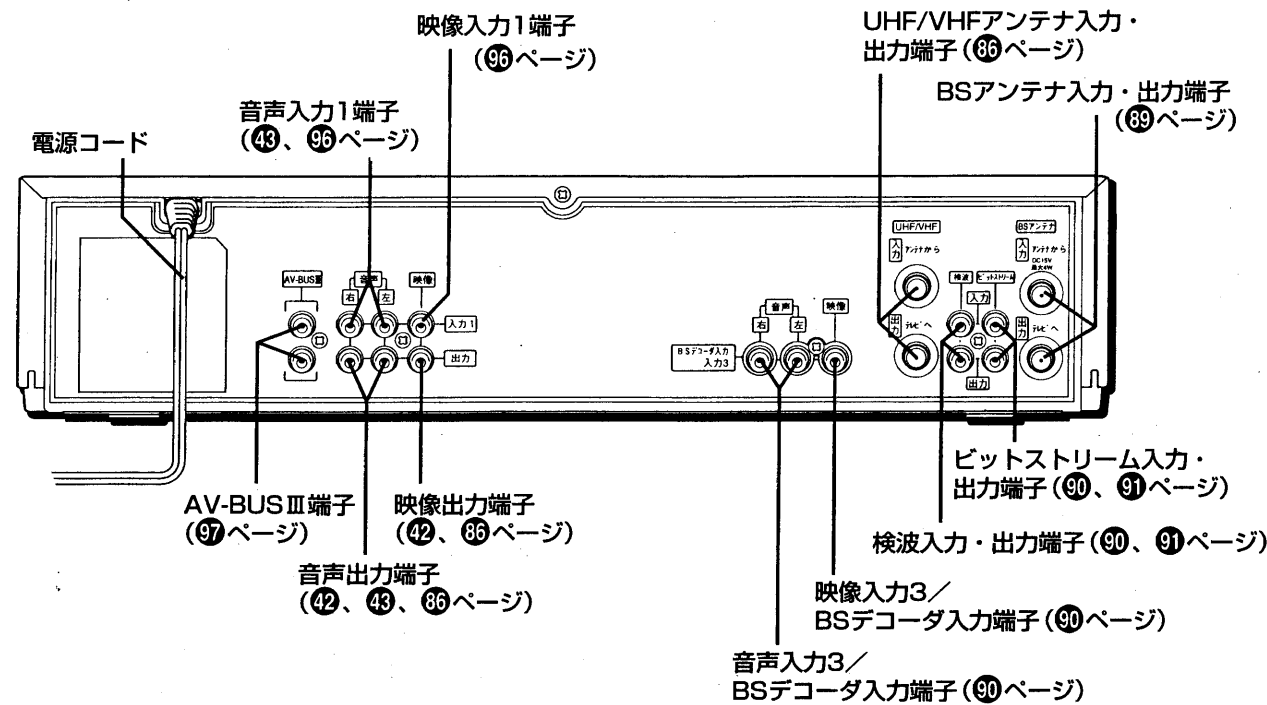 映像入力1端子
(96ページ)
UHF/VHFアンテナ入力・
出力端子(86ページ)
音声入力1端子
(43、96ページ)
BSアンテナ入力・出力端子
(89ページ)
電源コード
UHF/VHF
入力 アンテナから
出力 テレビへ
BSアンテナ
入力 アンテナから
DC15V
最大4W
出力 テレビへ
検波
ビットストリーム
入力
出力
AV-BUSⅢ
音声
右
左
映像
入力1
出力
音声
右
左
映像
BSデコーダ入力
入力3
ビットストリーム入力・
出力端子(90、91ページ)
AV-BUSⅢ端子
(97ページ)
映像出力端子
(42、86ページ)
検波入力・出力端子(90、91ページ)
音声出力端子
(42、43、86ページ)
映像入力3/
BSデコーダ入力端子(90ページ)
音声入力3/
BSデコーダ入力端子(90ページ)